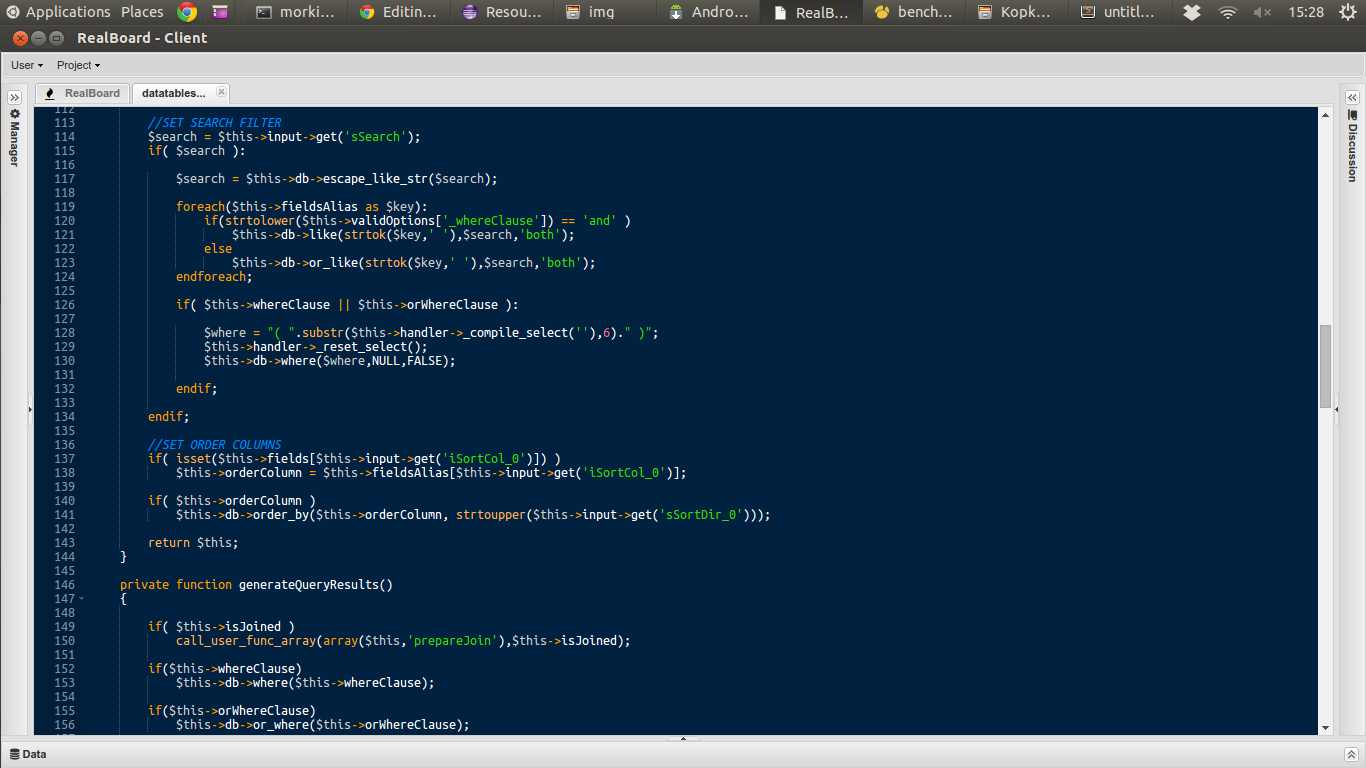 Applications Places morki... Editin... Resou... img Andro... RealB... bench... Kopk... untitl... 15:28
RealBoard - Client
User Project
RealBoard datatables...
Manager
Discussion
112
113 //SET SEARCH FILTER
114 $search = $this->input->get('sSearch');
115 if( $search ):
116
117 $search = $this->db->escape_like_str($search);
118
119 foreach($this->fieldsAlias as $key):
120 if(strtolower($this->validOptions['_whereClause']) == 'and' )
121 $this->db->like(strtok($key,' '),$search,'both');
122 else
123 $this->db->or_like(strtok($key,' '),$search,'both');
124 endforeach;
125
126 if( $this->whereClause || $this->orWhereClause ):
127
128 $where = "( ".substr($this->handler->_compile_select(''),6)." )";
129 $this->handler->_reset_select();
130 $this->db->where($where,NULL,FALSE);
131
132 endif;
133
134 endif;
135
136 //SET ORDER COLUMNS
137 if( isset($this->fields[$this->input->get('iSortCol_0')]) )
138 $this->orderColumn = $this->fieldsAlias[$this->input->get('iSortCol_0')];
139
140 if( $this->orderColumn )
141 $this->db->order_by($this->orderColumn, strtoupper($this->input->get('sSortDir_0')));
142
143 return $this;
144 }
145
146 private function generateQueryResults()
147 {
148
149 if( $this->isJoined )
150 call_user_func_array(array($this,'prepareJoin'),$this->isJoined);
151
152 if($this->whereClause)
153 $this->db->where($this->whereClause);
154
155 if($this->orWhereClause)
156 $this->db->or_where($this->orWhereClause);
Data